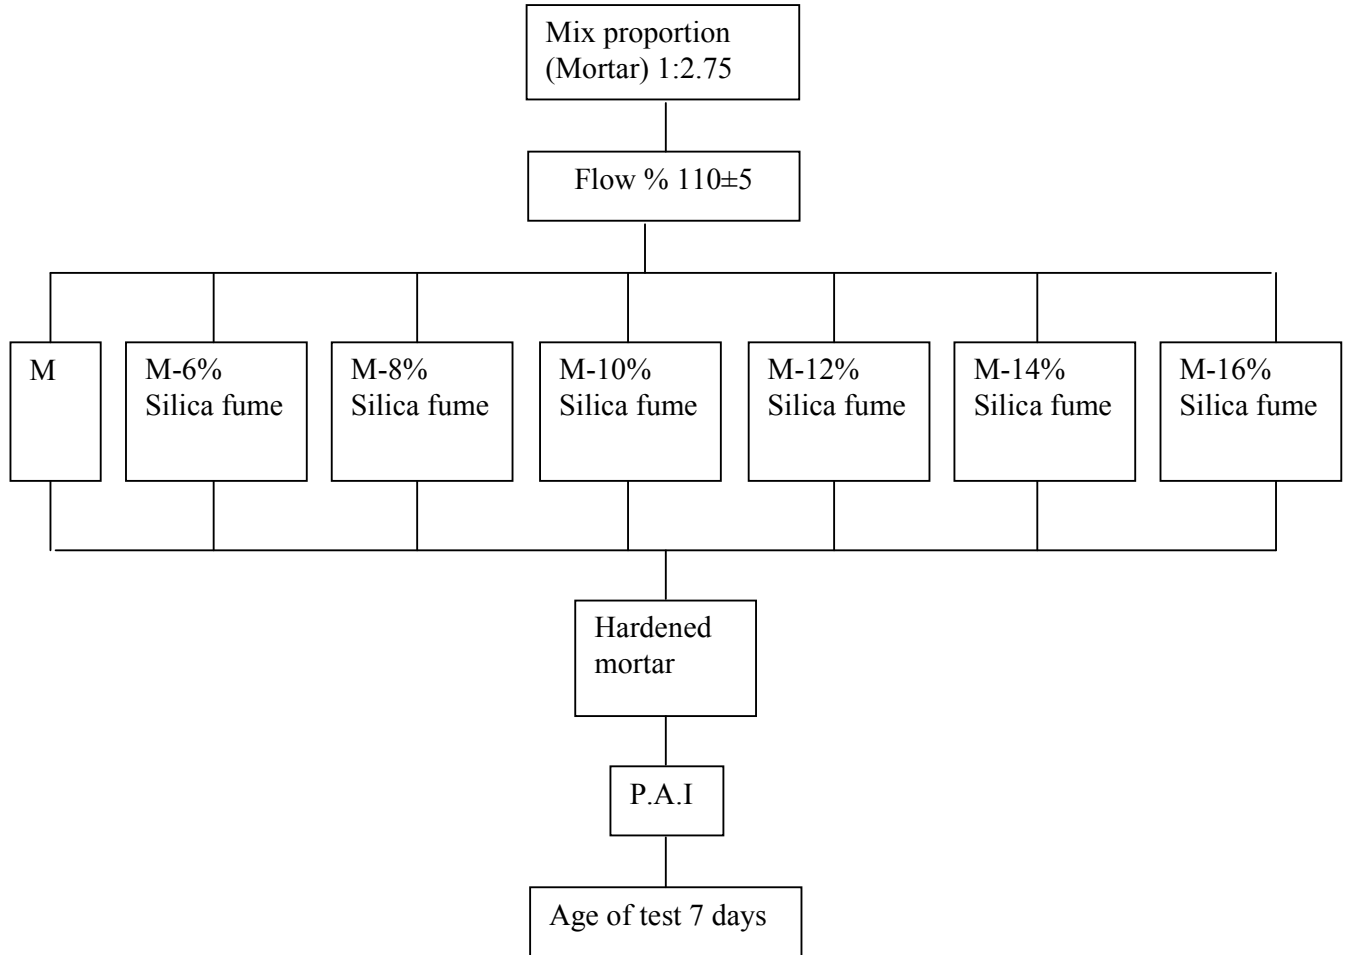 Mix proportion
(Mortar) 1:2.75
Flow % 110±5
M
M-6%
Silica fume
M-8%
Silica fume
M-10%
Silica fume
M-12%
Silica fume
M-14%
Silica fume
M-16%
Silica fume
Hardened
mortar
P.A.I
Age of test 7 days